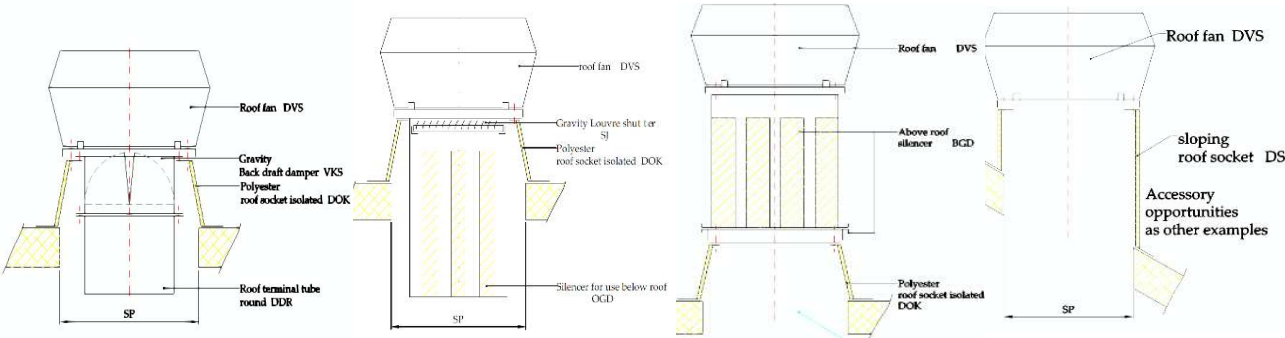 Roof fan DVS
Gravity
Back draft damper VKS
Polyester
roof socket isolated DOK
Roof terminal tube
round DDR
SP
roof fan DVS
Gravity Louvre shutter
SJ
Polyester
roof socket isolated DOK
Silencer for use below roof
OGD
SP
Roof fan DVS
Above roof
silencer BGD
Polyester
roof socket isolated
DOK
Roof fan DVS
sloping
roof socket DS
Accessory
opportunities
as other examples
SP